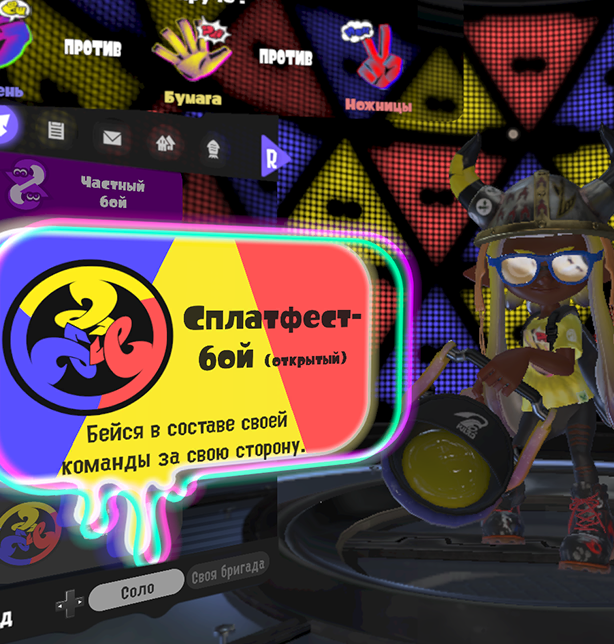 ПРОТИВ
ПРОТИВ
Бумага
Ножницы
R
Частный
бой
Сплатфест-
бой (открытый)
Бейся в составе своей
команды за свою сторону.
Соло
Своя бригада